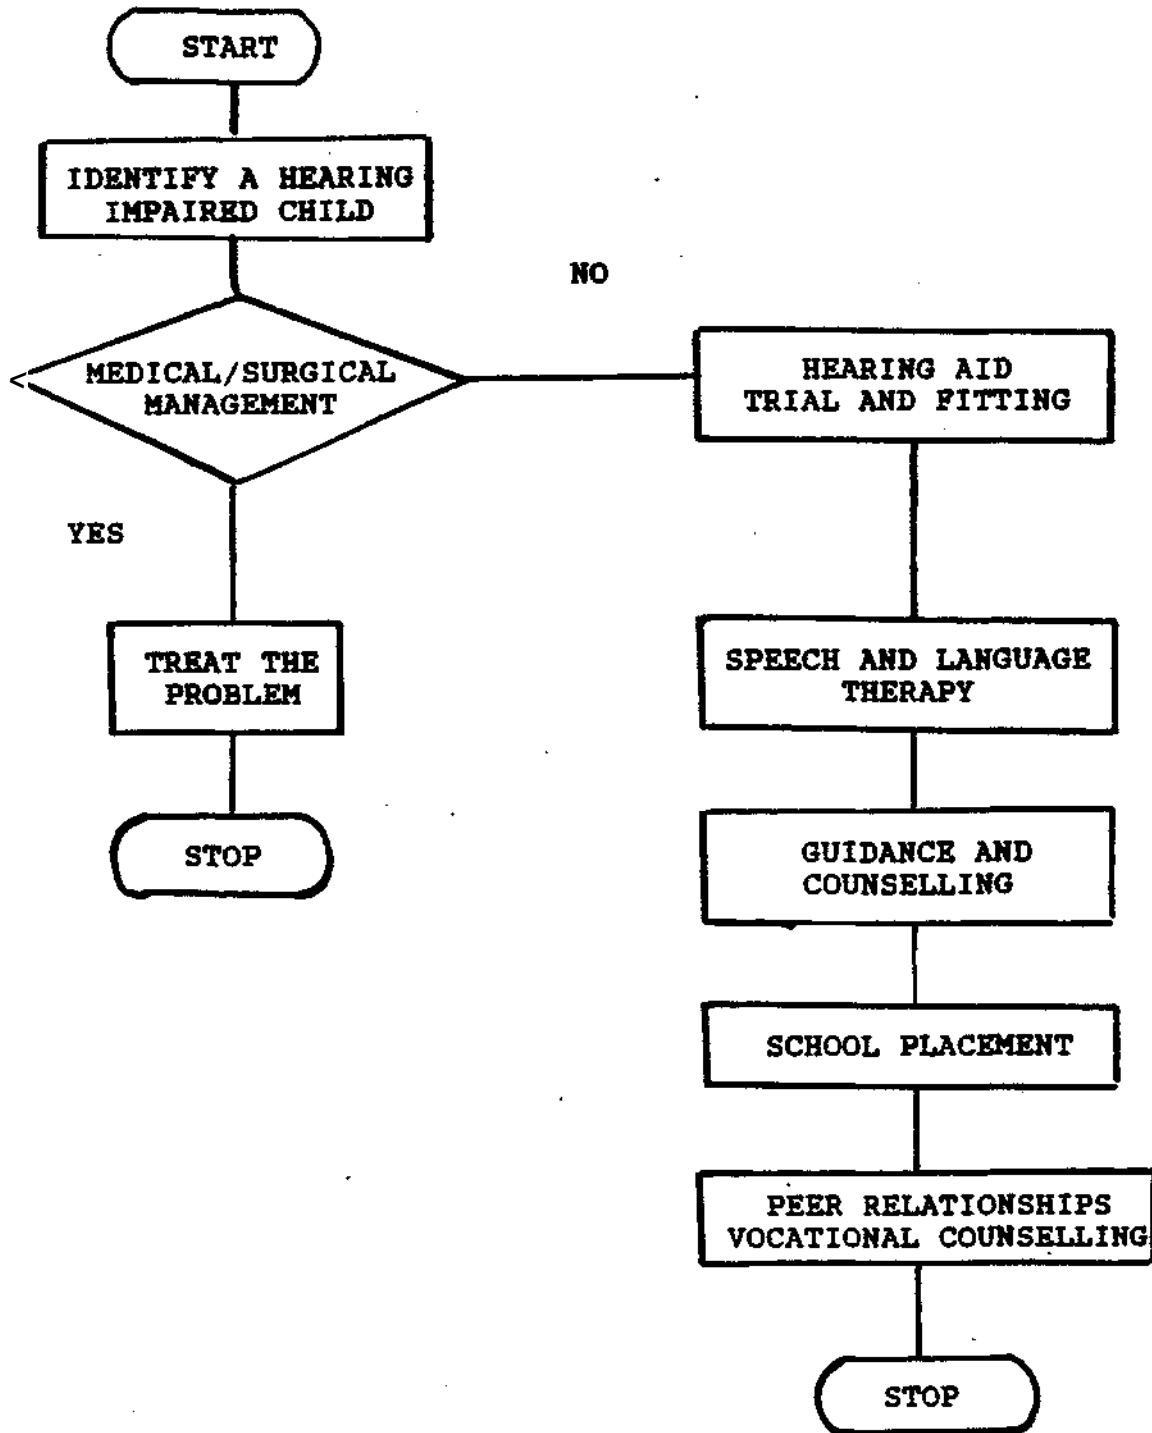 START
IDENTIFY A HEARING
IMPAIRED CHILD
NO
MEDICAL/SURGICAL
MANAGEMENT
HEARING AID
TRIAL AND FITTING
YES
TREAT THE
PROBLEM
STOP
SPEECH AND LANGUAGE
THERAPY
GUIDANCE AND
COUNSELLING
SCHOOL PLACEMENT
PEER RELATIONSHIPS
VOCATIONAL COUNSELLING
STOP